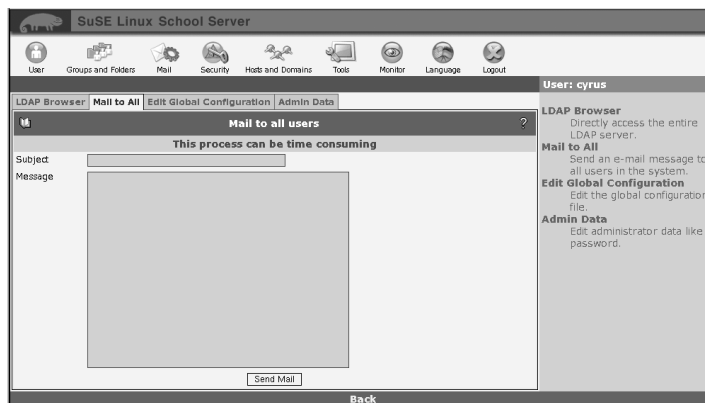 SuSE Linux School Server
User Groups and Folders Mail Security Hosts and Domains Tools Monitor Language Logout
User: cyrus
LDAP Browser Mail to All Edit Global Configuration Admin Data
Mail to all users ?
This process can be time consuming
Subject
Message
Send Mail
LDAP Browser
Directly access the entire
LDAP server.
Mail to All
Send an e-mail message to
all users in the system.
Edit Global Configuration
Edit the global configuration
file.
Admin Data
Edit administrator data like
password.
Back